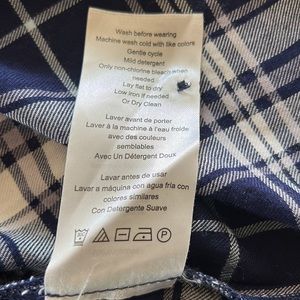 Wash before wearing
Machine wash cold with like colors
Gentle cycle
Mild detergent
Only non-chlorine bleach when
needed
Lay flat to dry
Low iron if needed
Or Dry Clean
Laver avant de porter
Laver à la machine à l'eau froide
avec des couleurs
semblables
Avec Un Détergent Doux
Lavar antes de usar
Lavar a máquina con agua fría con
colores similares
Con Detergente Suave